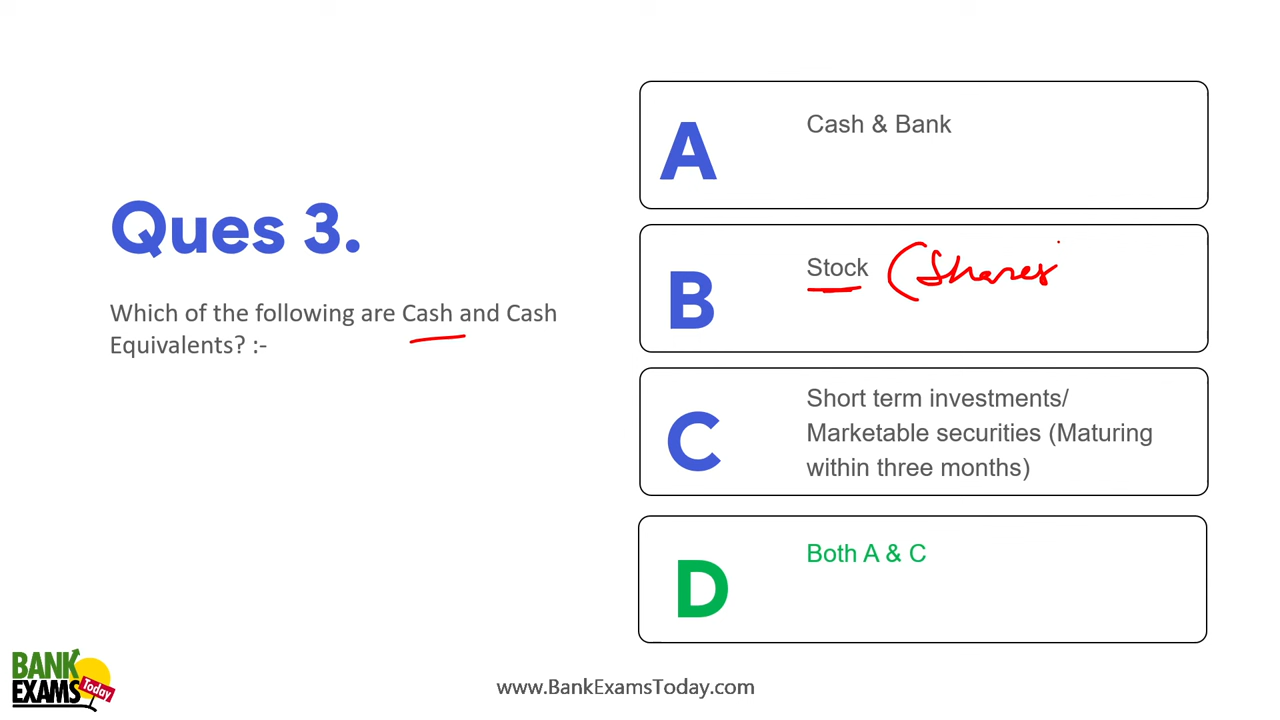 Ques 3.
Which of the following are Cash and Cash
Equivalents? :-
A
Cash & Bank
B
Stock (Shares
C
Short term investments/
Marketable securities (Maturing
within three months)
D
Both A & C
BANK
EXAMS
Today
www.BankExamsToday.com